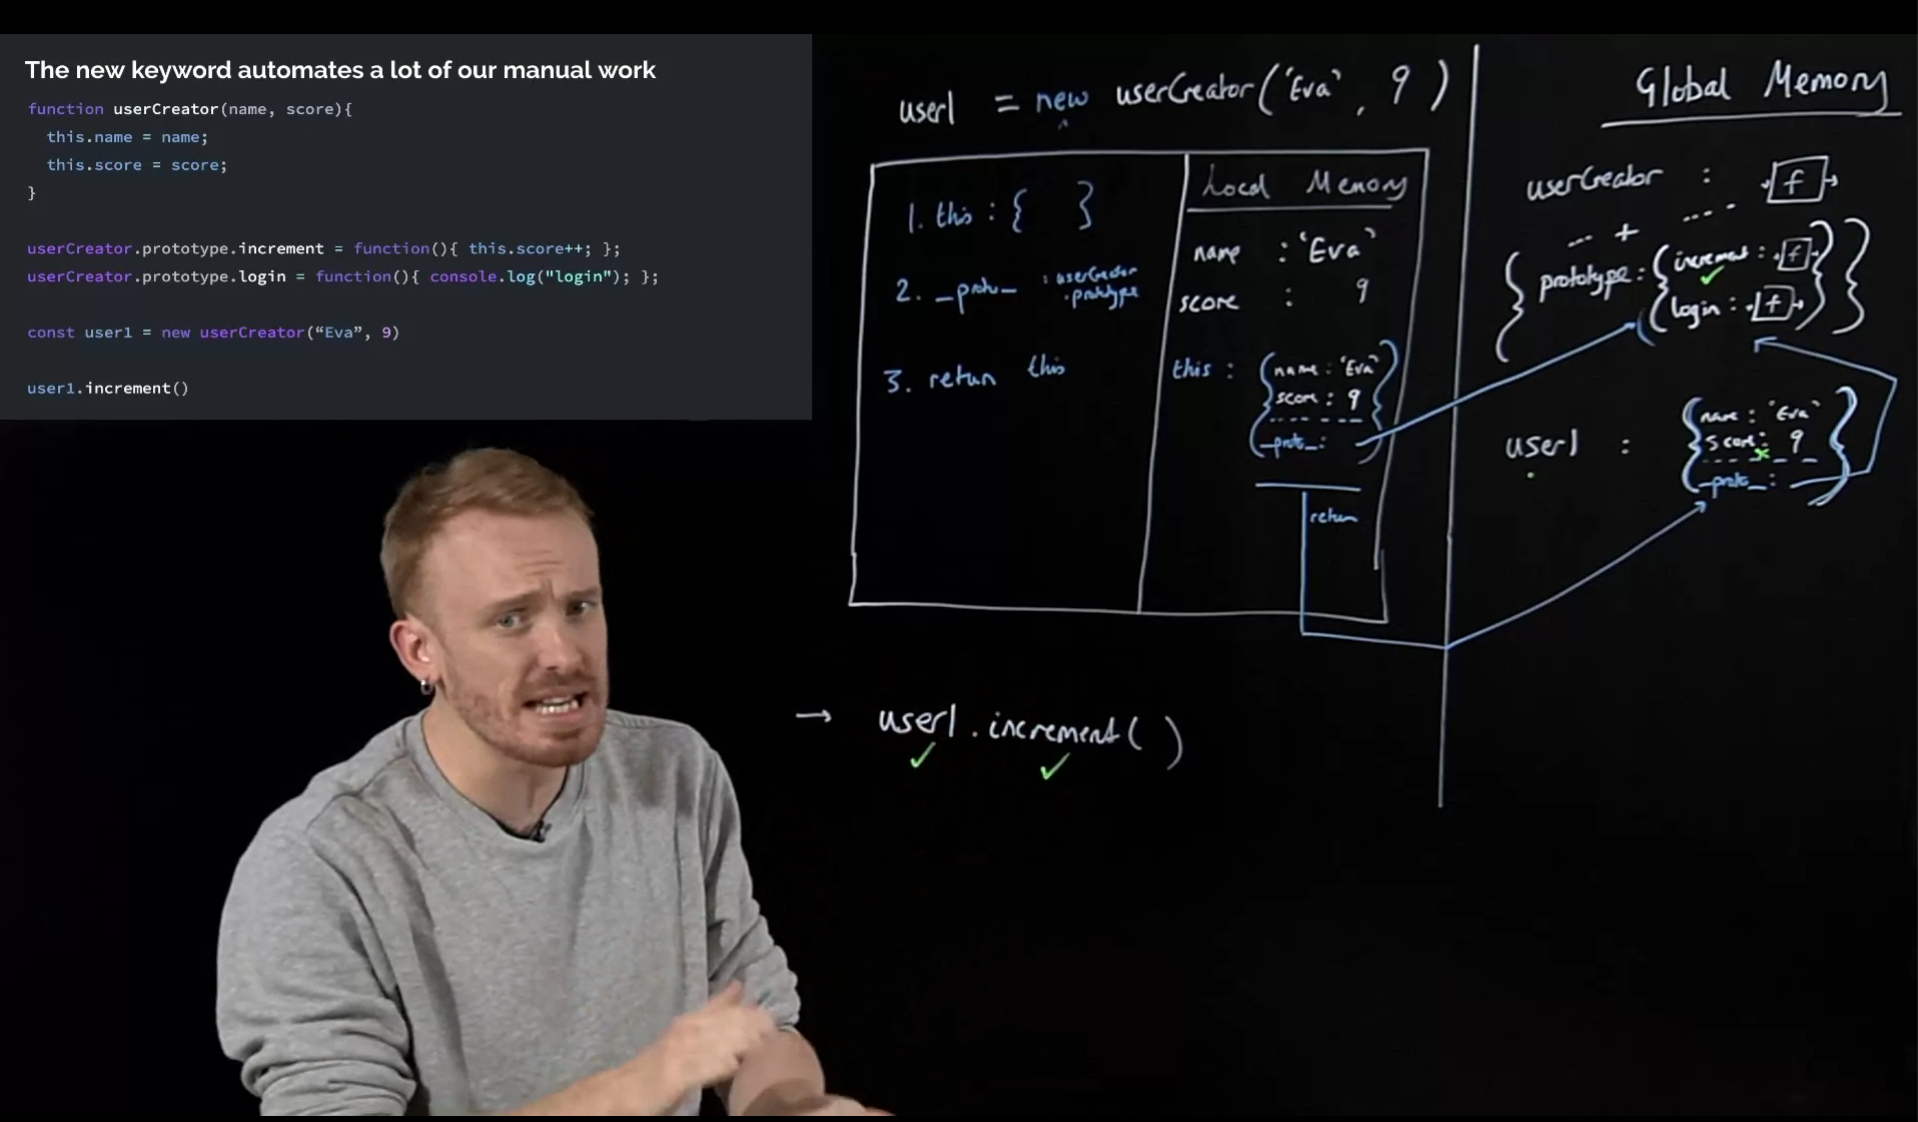 The new keyword automates a lot of our manual work
function userCreator(name, score){
this.name = name;
this.score = score;
}
userCreator.prototype.increment = function(){ this.score++; };
userCreator.prototype.login = function(){ console.log("login"); };
const user1 = new userCreator(“Eva”, 9)
user1.increment()
user1 = new userCreator('Eva', 9)
1. this : { }
2. _proto_ : userCreator
.prototype
3. return this
Local Memory
name : 'Eva'
score : 9
this : { name : 'Eva'
score : 9
_proto_ : }
return
→ user1.increment( )
✓ ✓
Global Memory
userCreator : f
--- + ---
{ prototype : { increment : f
login : f } }
user1 : { name : 'Eva'
score : 9
_proto_ : }